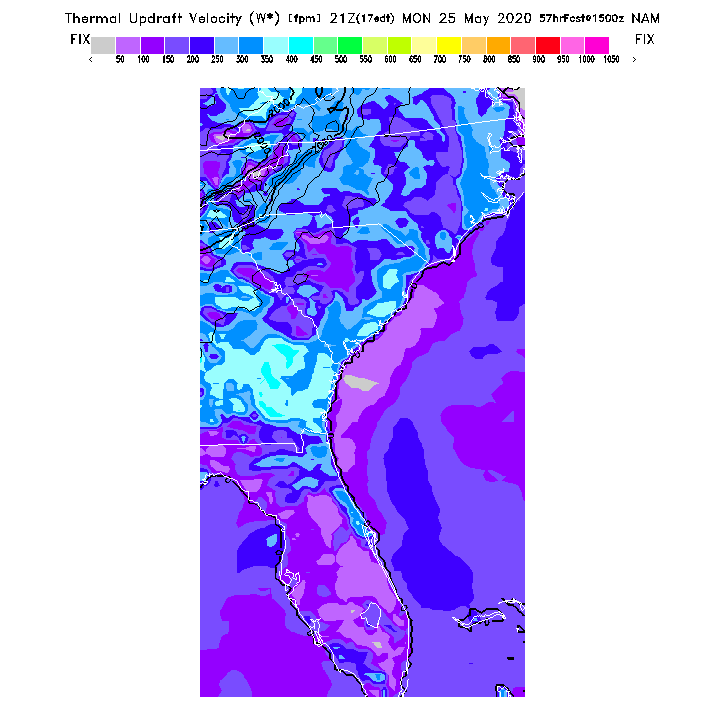 Thermal Updraft Velocity (W*) [fpm] 21Z(17edt) MON 25 May 2020 57hrFcst@1500z NAM
FIX FIX
< 50 100 150 200 250 300 350 400 450 500 550 600 650 700 750 800 850 900 950 1000 1050 >